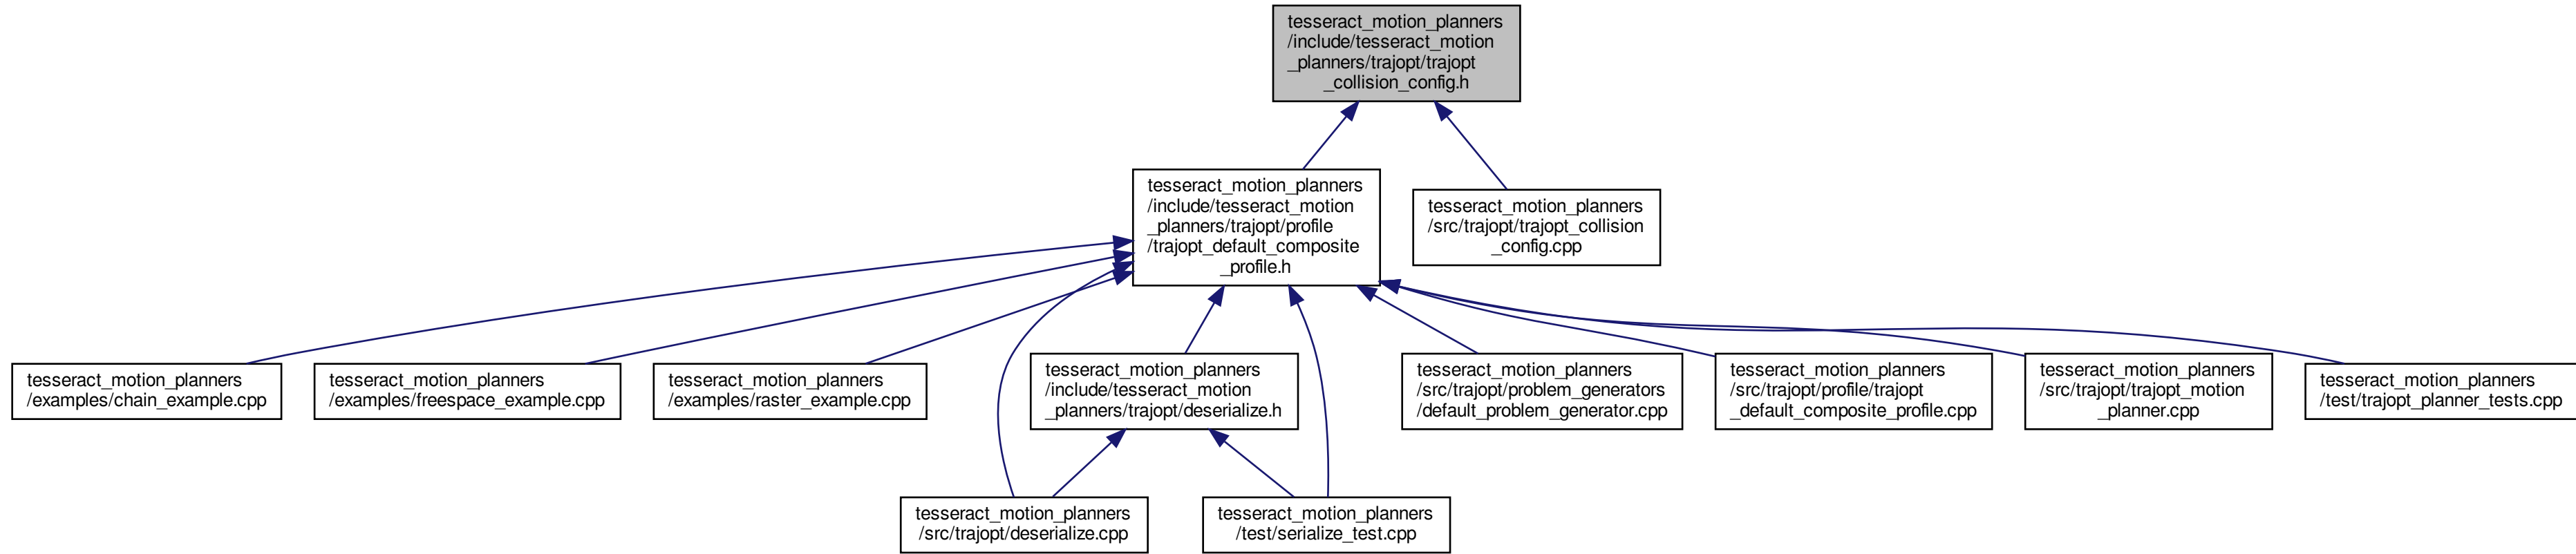 tesseract_motion_planners
/include/tesseract_motion
_planners/trajopt/trajopt
_collision_config.h
tesseract_motion_planners
/include/tesseract_motion
_planners/trajopt/profile
/trajopt_default_composite
_profile.h
tesseract_motion_planners
/src/trajopt/trajopt_collision
_config.cpp
tesseract_motion_planners
/examples/chain_example.cpp
tesseract_motion_planners
/examples/freespace_example.cpp
tesseract_motion_planners
/examples/raster_example.cpp
tesseract_motion_planners
/include/tesseract_motion
_planners/trajopt/deserialize.h
tesseract_motion_planners
/src/trajopt/problem_generators
/default_problem_generator.cpp
tesseract_motion_planners
/src/trajopt/profile/trajopt
_default_composite_profile.cpp
tesseract_motion_planners
/src/trajopt/trajopt_motion
_planner.cpp
tesseract_motion_planners
/test/trajopt_planner_tests.cpp
tesseract_motion_planners
/src/trajopt/deserialize.cpp
tesseract_motion_planners
/test/serialize_test.cpp